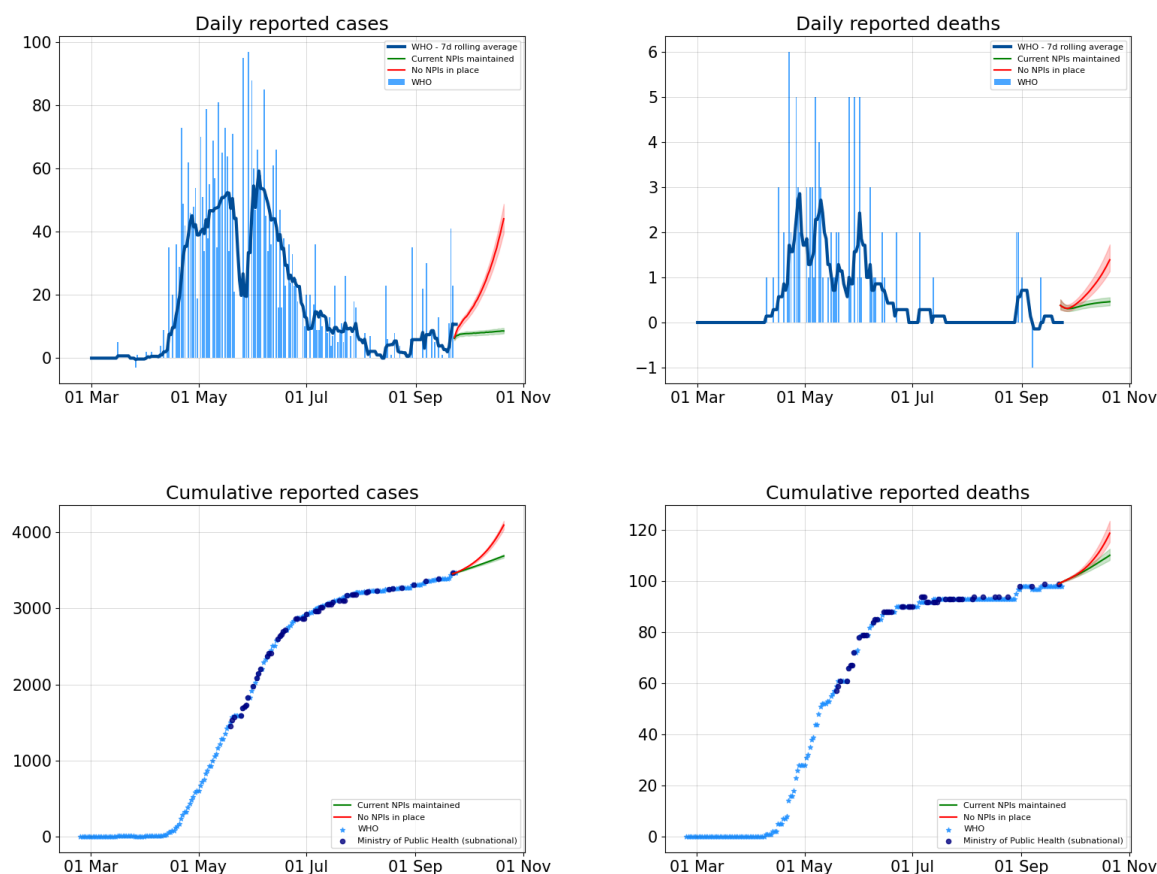 Daily reported cases
100
80
60
40
20
0
WHO - 7d rolling average
Current NPIs maintained
No NPIs in place
WHO
01 Mar 01 May 01 Jul 01 Sep 01 Nov
Daily reported deaths
6
5
4
3
2
1
0
−1
WHO - 7d rolling average
Current NPIs maintained
No NPIs in place
WHO
01 Mar 01 May 01 Jul 01 Sep 01 Nov
Cumulative reported cases
4000
3000
2000
1000
0
Current NPIs maintained
No NPIs in place
WHO
Ministry of Public Health (subnational)
01 Mar 01 May 01 Jul 01 Sep 01 Nov
Cumulative reported deaths
120
100
80
60
40
20
0
Current NPIs maintained
No NPIs in place
WHO
Ministry of Public Health (subnational)
01 Mar 01 May 01 Jul 01 Sep 01 Nov